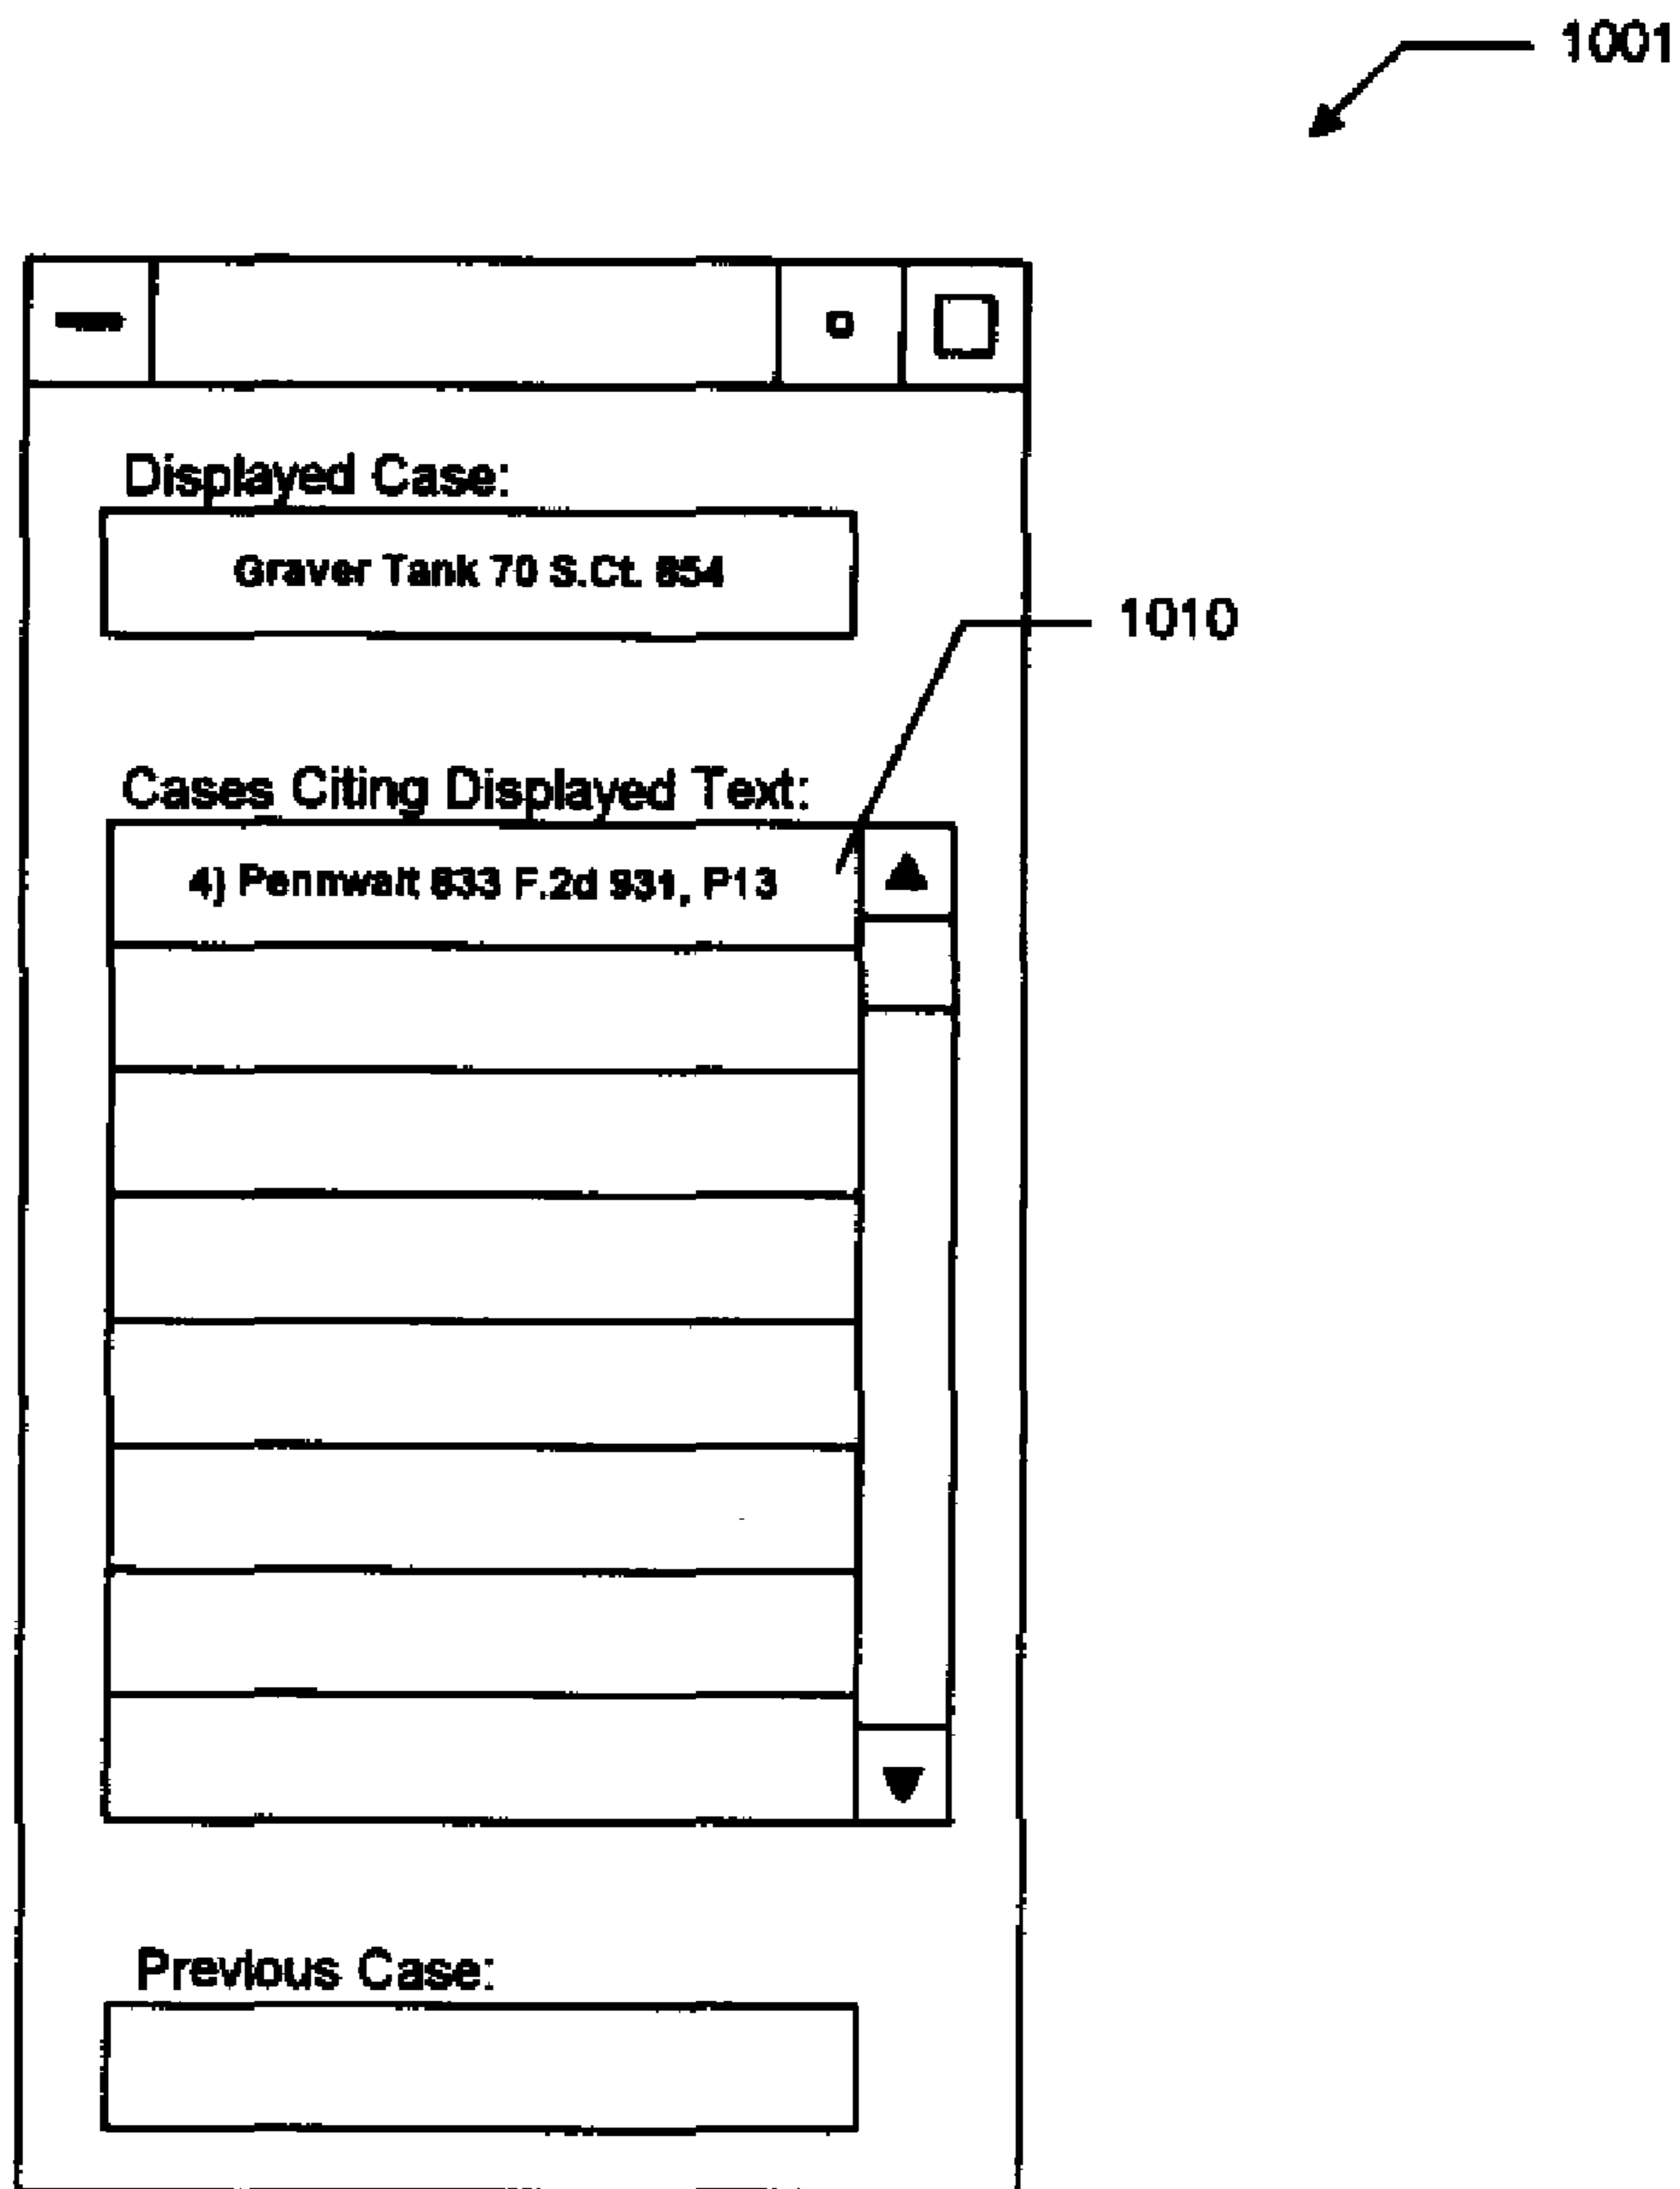 1001
Displayed Case:
Graver Tank 70 S.Ct. 854
1010
Cases Citing Displayed Text:
4) Pennwalt 833 F.2d 931, P13
Previous Case: